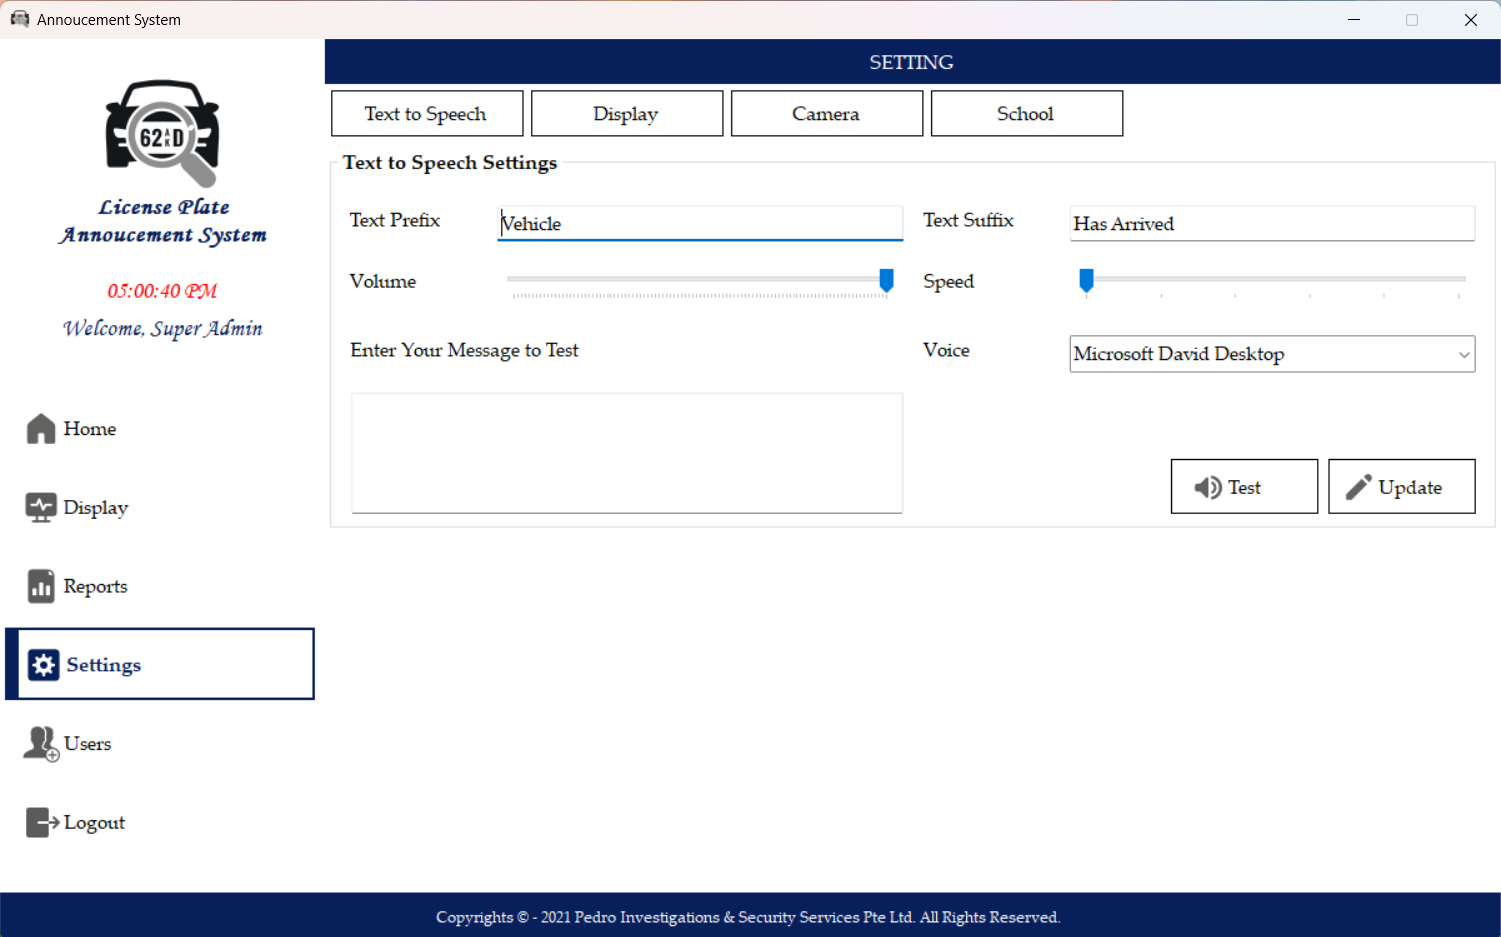 Annoucement System
62 ARK D
License Plate
Annoucement System
05:00:40 PM
Welcome, Super Admin
Home
Display
Reports
Settings
Users
Logout
SETTING
Text to Speech Display Camera School
Text to Speech Settings
Text Prefix Vehicle Text Suffix Has Arrived
Volume Speed
Enter Your Message to Test Voice Microsoft David Desktop
Test Update
Copyrights © - 2021 Pedro Investigations & Security Services Pte Ltd. All Rights Reserved.